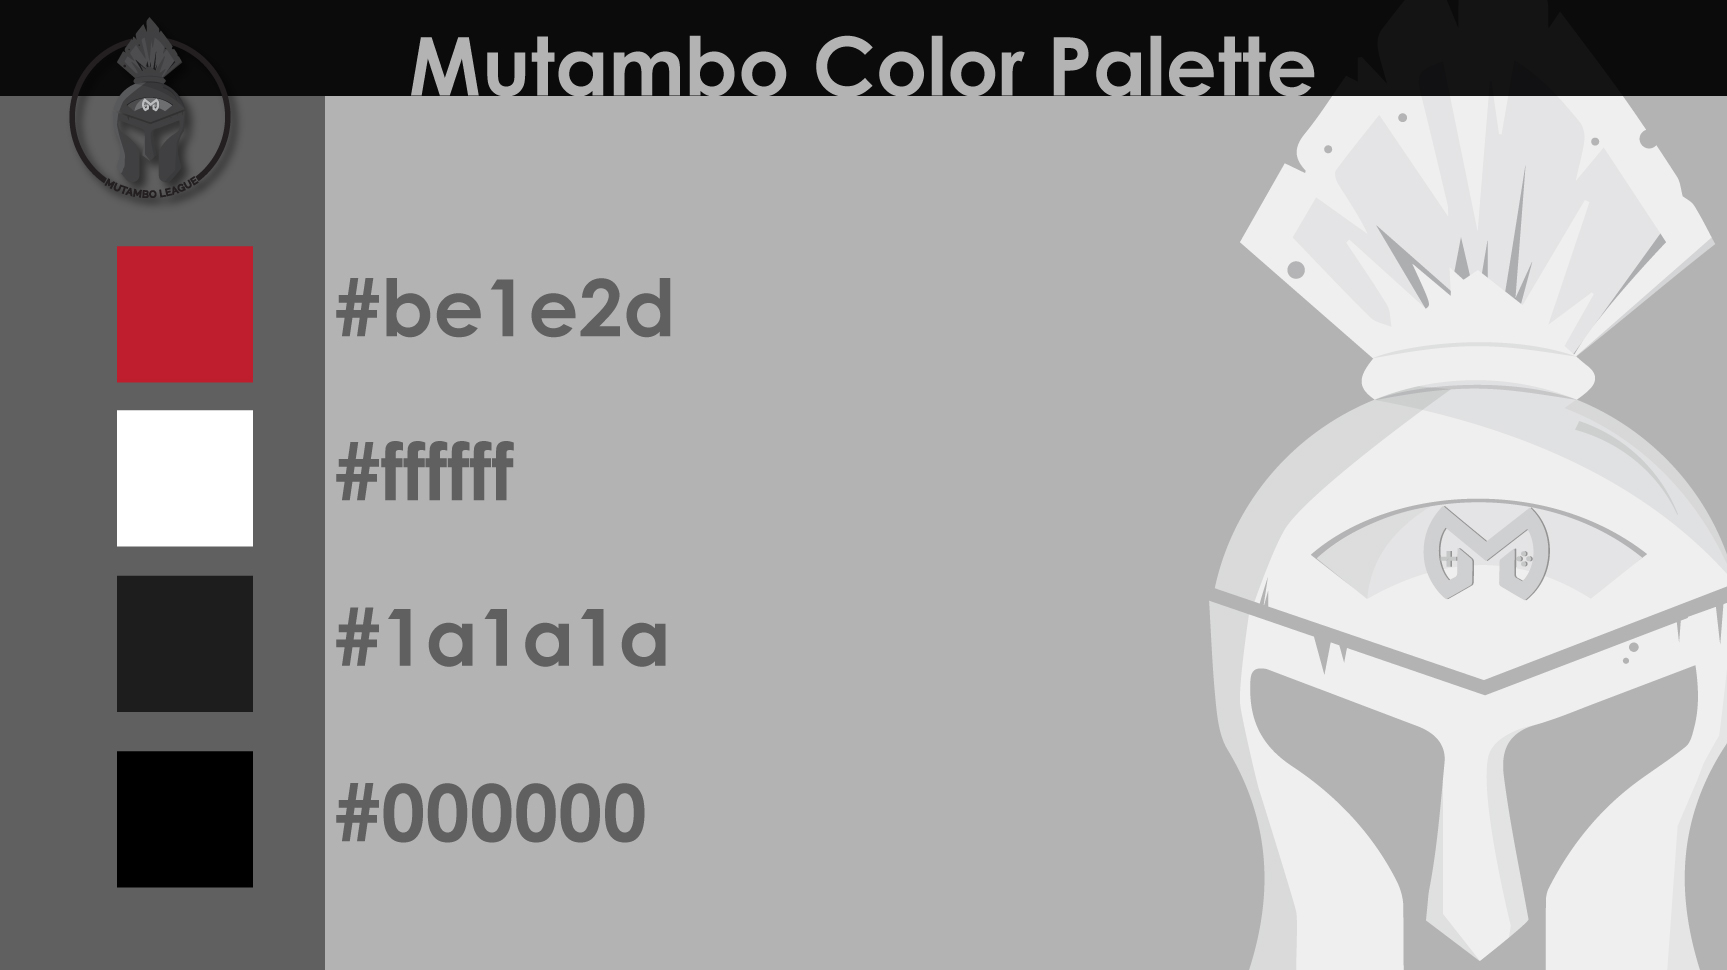 Mutambo Color Palette
MUTAMBO LEAGUE
#be1e2d
#ffffff
#1a1a1a
#000000